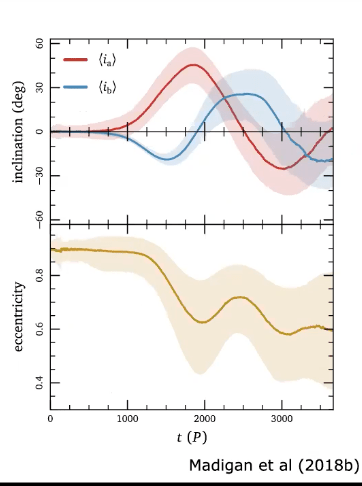 60
⟨iₐ⟩
⟨i_b⟩
30
0
−30
−60
inclination (deg)
0.8
0.6
0.4
eccentricity
0 1000 2000 3000
t (P)
Madigan et al (2018b)